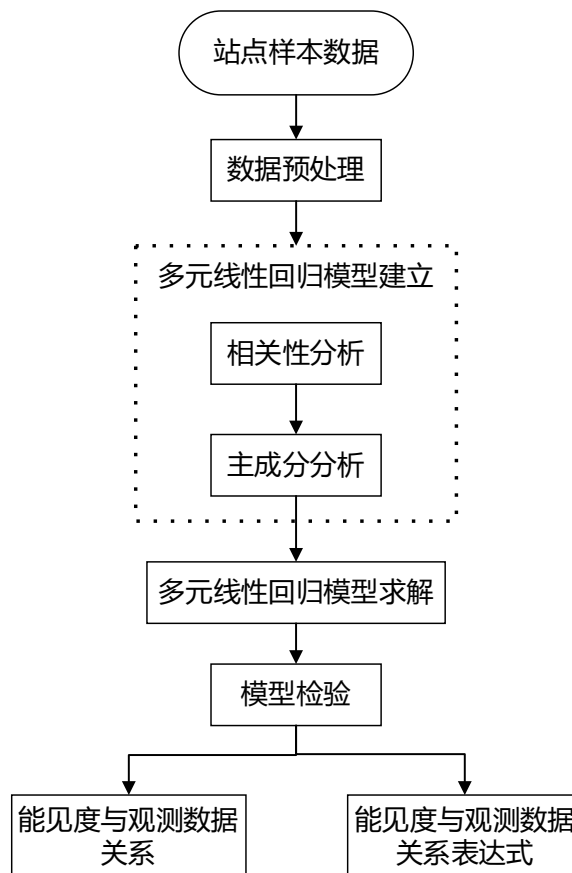 站点样本数据
数据预处理
多元线性回归模型建立
相关性分析
主成分分析
多元线性回归模型求解
模型检验
能见度与观测数据
关系
能见度与观测数据
关系表达式